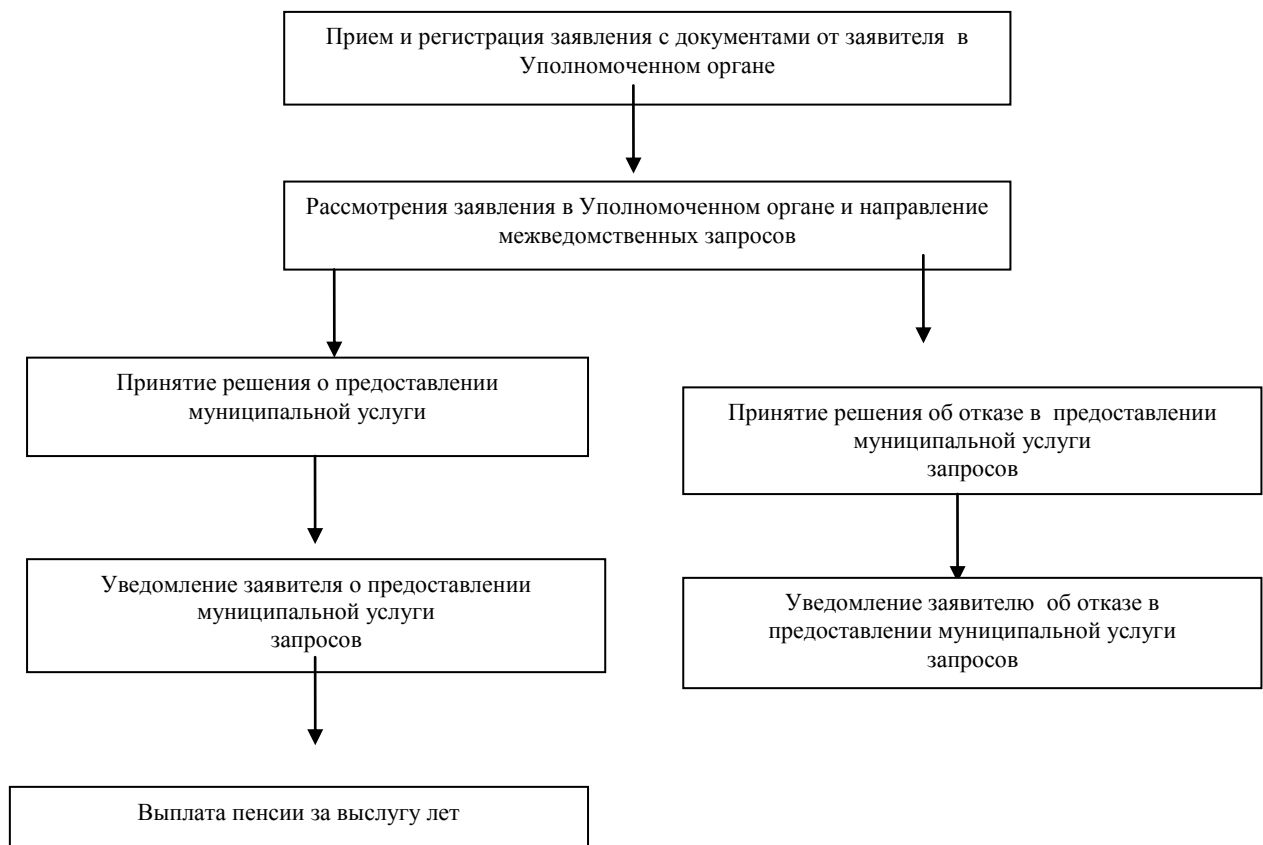 Прием и регистрация заявления с документами от заявителя в
Уполномоченном органе
Рассмотрения заявления в Уполномоченном органе и направление
межведомственных запросов
Принятие решения о предоставлении
муниципальной услуги
Принятие решения об отказе в предоставлении
муниципальной услуги
запросов
Уведомление заявителя о предоставлении
муниципальной услуги
запросов
Уведомление заявителю об отказе в
предоставлении муниципальной услуги
запросов
Выплата пенсии за выслугу лет